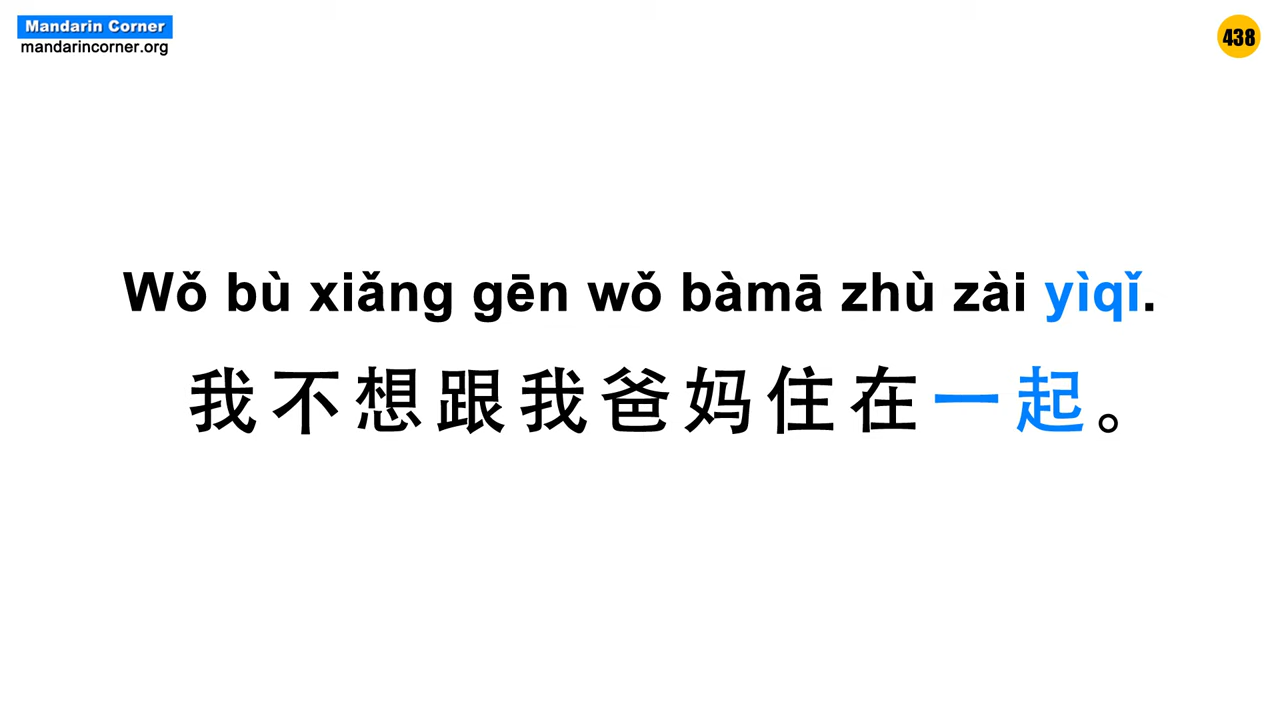 Mandarin Corner
mandarincorner.org
438
Wǒ bù xiǎng gēn wǒ bàmā zhù zài yìqǐ.
我不想跟我爸妈住在一起。